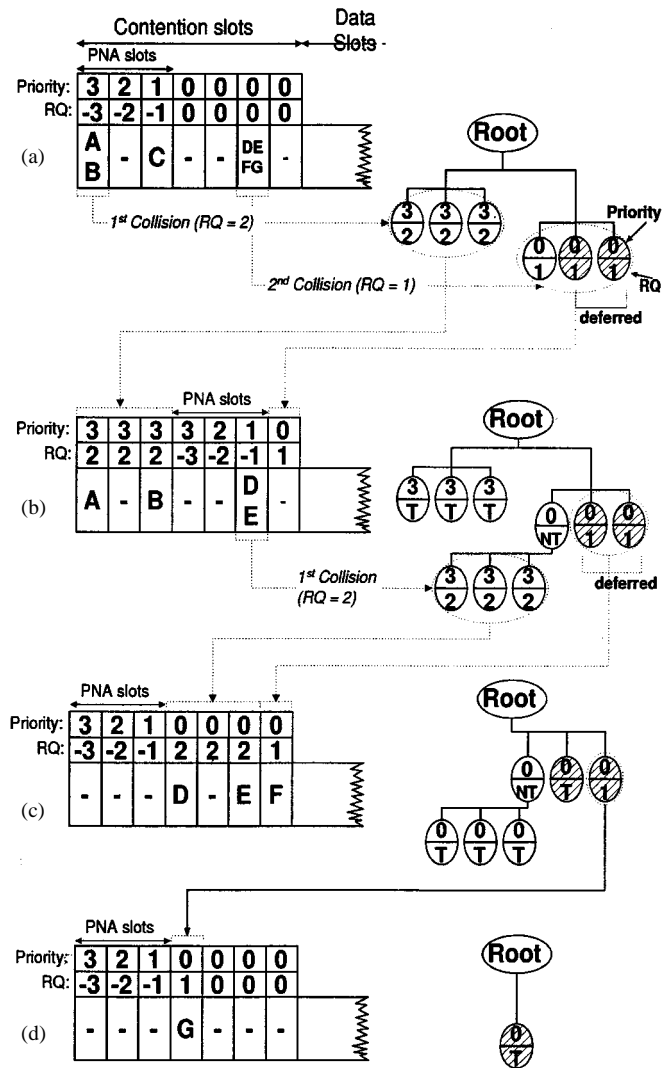 Contention slots
Data Slots
PNA slots
Priority: 3 2 1 0 0 0 0
RQ: -3 -2 -1 0 0 0 0
(a)
A B - C - - DE FG -
1st Collision (RQ = 2)
2nd Collision (RQ = 1)
Root
3 3 3
2 2 2
0 0 0
1 1 1
Priority
RQ
deferred
PNA slots
Priority: 3 3 3 3 2 1 0
RQ: 2 2 2 -3 -2 -1 1
(b)
A - B - - D E -
1st Collision
(RQ = 2)
Root
3 3 3
T T T
0 0 0
NT 1 1
deferred
3 3 3
2 2 2
PNA slots
Priority: 3 2 1 0 0 0 0
RQ: -3 -2 -1 2 2 2 1
(c)
- - - D - E F
Root
0 0 0
NT T 1
0 0 0
T T T
PNA slots
Priority: 3 2 1 0 0 0 0
RQ: -3 -2 -1 1 0 0 0
(d)
- - - G - - -
Root
0
T